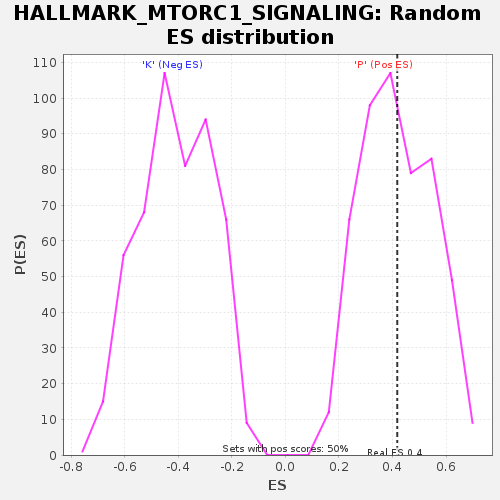 HALLMARK_MTORC1_SIGNALING: Random
ES distribution
'K' (Neg ES)
'P' (Pos ES)
110
100
90
80
70
60
50
40
30
20
10
0
P(ES)
Sets with pos scores: 50%
Real ES 0.4
-0.8
-0.6
-0.4
-0.2
0.0
0.2
0.4
0.6
ES